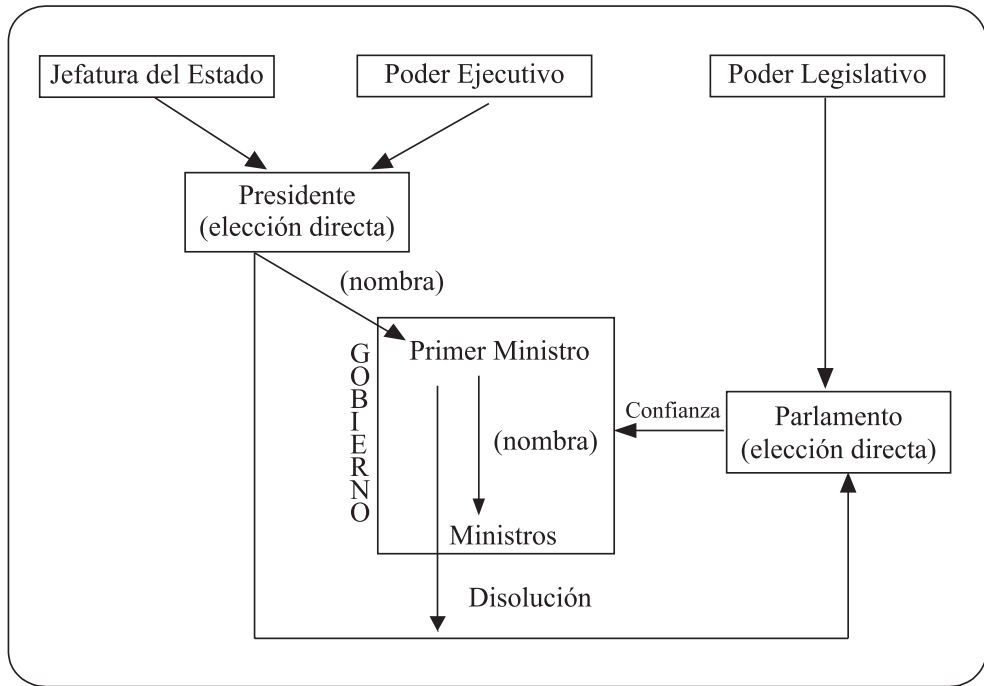 Jefatura del Estado
Poder Ejecutivo
Poder Legislativo
Presidente
(elección directa)
(nombra)
GOBIERNO
Primer Ministro
(nombra)
Ministros
Confianza
Parlamento
(elección directa)
Disolución